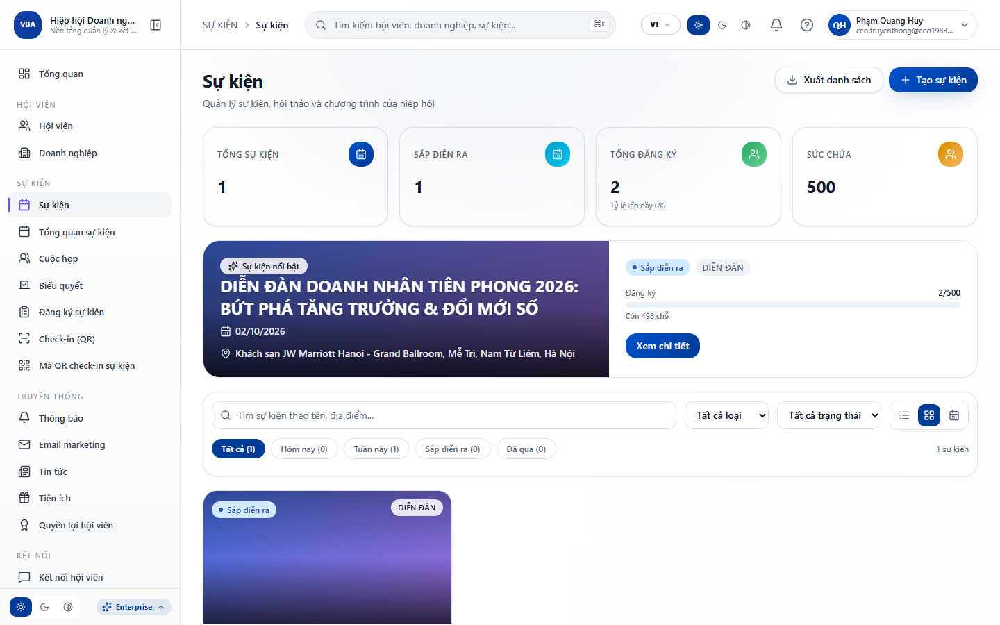 VBA
Hiệp hội Doanh ng...
Nền tảng quản lý & kết ...
Tổng quan
HỘI VIÊN
Hội viên
Doanh nghiệp
SỰ KIỆN
Sự kiện
Tổng quan sự kiện
Cuộc họp
Biểu quyết
Đăng ký sự kiện
Check-in (QR)
Mã QR check-in sự kiện
TRUYỀN THÔNG
Thông báo
Email marketing
Tin tức
Tiện ích
Quyền lợi hội viên
KẾT NỐI
Kết nối hội viên
Enterprise
SỰ KIỆN > Sự kiện
Tìm kiếm hội viên, doanh nghiệp, sự kiện...
⌘K
VI
QH
Phạm Quang Huy
ceo.truyenthong@ceo1983...
Sự kiện
Quản lý sự kiện, hội thảo và chương trình của hiệp hội
Xuất danh sách
Tạo sự kiện
TỔNG SỰ KIỆN
1
SẮP DIỄN RA
1
TỔNG ĐĂNG KÝ
2
Tỷ lệ lấp đầy 0%
SỨC CHỨA
500
Sự kiện nổi bật
DIỄN ĐÀN DOANH NHÂN TIÊN PHONG 2026:
BỨT PHÁ TĂNG TRƯỞNG & ĐỔI MỚI SỐ
02/10/2026
Khách sạn JW Marriott Hanoi - Grand Ballroom, Mễ Trì, Nam Từ Liêm, Hà Nội
Sắp diễn ra
DIỄN ĐÀN
Đăng ký
2/500
Còn 498 chỗ
Xem chi tiết
Tìm sự kiện theo tên, địa điểm...
Tất cả loại
Tất cả trạng thái
Tất cả (1)
Hôm nay (0)
Tuần này (1)
Sắp diễn ra (0)
Đã qua (0)
1 sự kiện
Sắp diễn ra
DIỄN ĐÀN